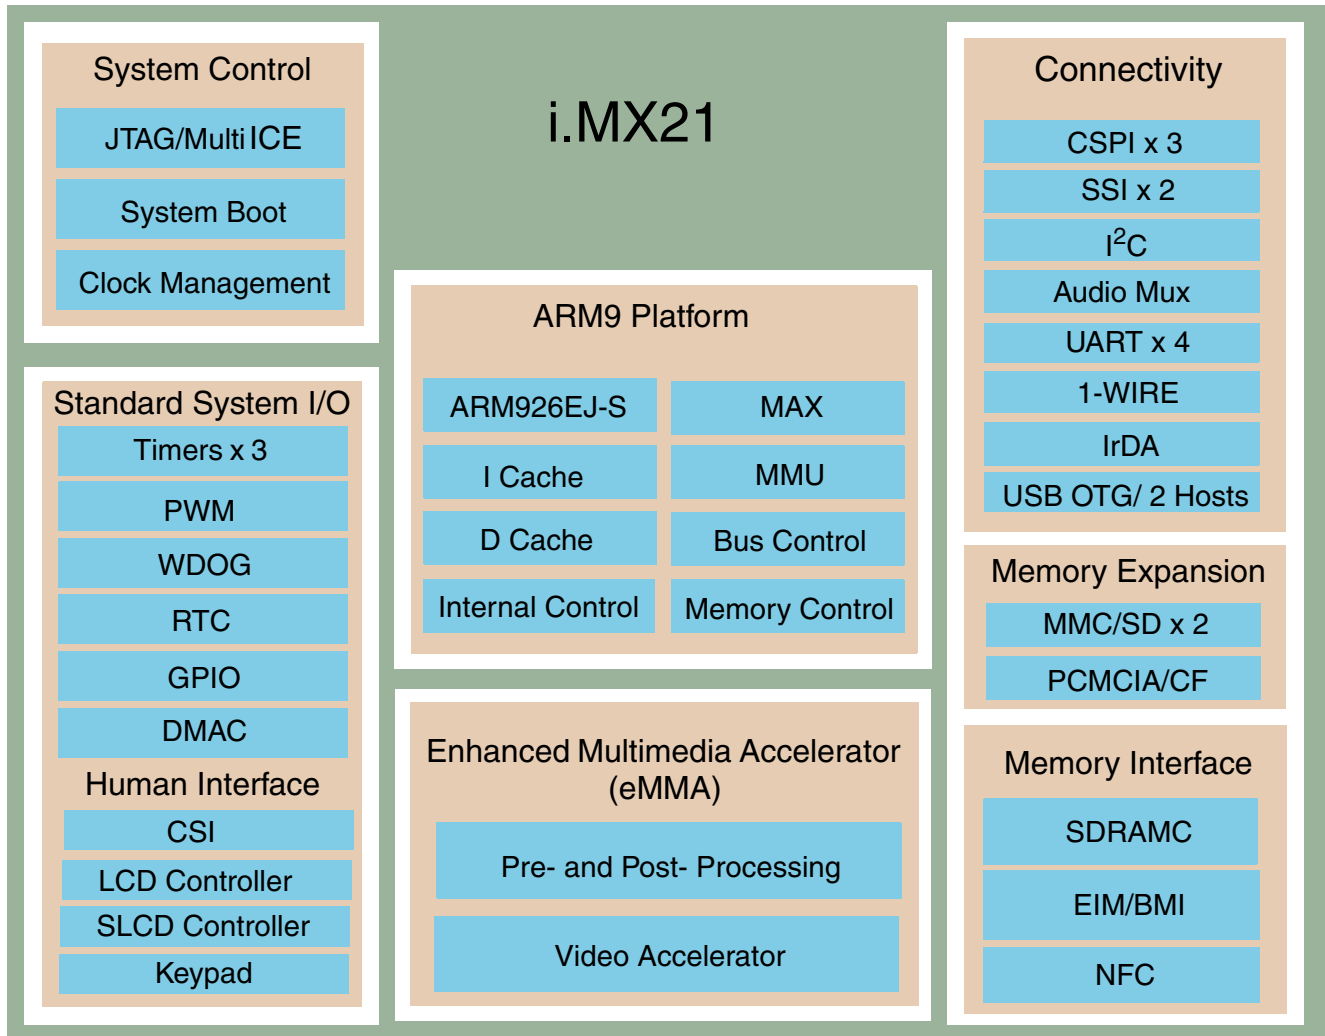 i.MX21
System Control
JTAG/Multi ICE
System Boot
Clock Management
Standard System I/O
Timers x 3
PWM
WDOG
RTC
GPIO
DMAC
Human Interface
CSI
LCD Controller
SLCD Controller
Keypad
ARM9 Platform
ARM926EJ-S
MAX
I Cache
MMU
D Cache
Bus Control
Internal Control
Memory Control
Enhanced Multimedia Accelerator
(eMMA)
Pre- and Post- Processing
Video Accelerator
Connectivity
CSPI x 3
SSI x 2
I²C
Audio Mux
UART x 4
1-WIRE
IrDA
USB OTG/ 2 Hosts
Memory Expansion
MMC/SD x 2
PCMCIA/CF
Memory Interface
SDRAMC
EIM/BMI
NFC